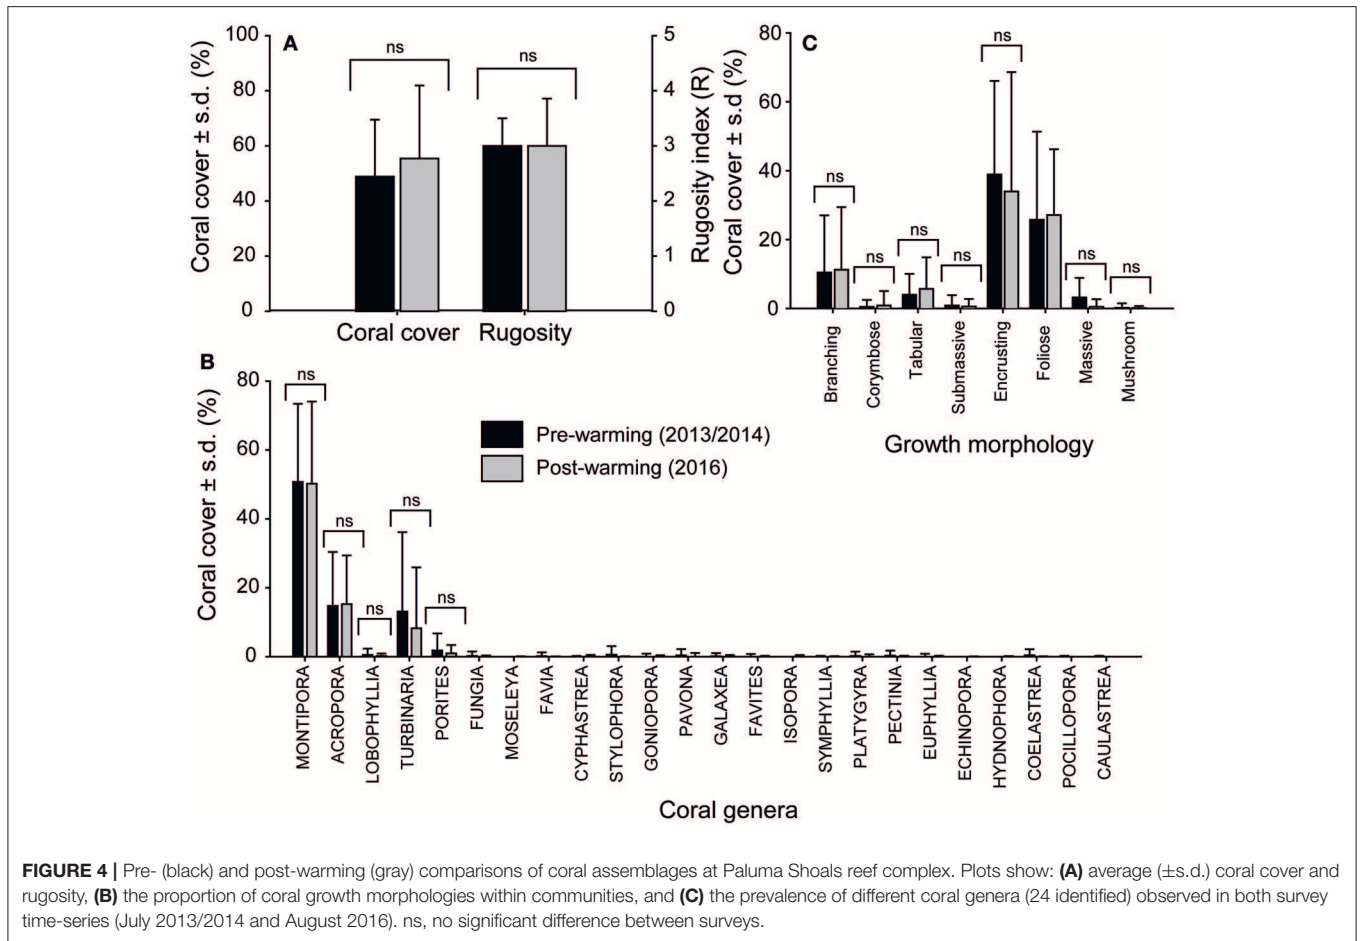 A
Coral cover ± s.d. (%)
100
80
60
40
20
0
ns
ns
Coral cover
Rugosity
5
4
3
2
1
0
Rugosity index (R)
C
Coral cover ± s.d (%)
80
60
40
20
0
ns
ns
ns
ns
ns
ns
ns
Branching
Corymbose
Tabular
Submassive
Encrusting
Foliose
Massive
Mushroom
Growth morphology
B
Coral cover ± s.d. (%)
80
60
40
20
0
ns
ns
ns
ns
ns
Pre-warming (2013/2014)
Post-warming (2016)
MONTIPORA
ACROPORA
LOBOPHYLLIA
TURBINARIA
PORITES
FUNGIA
MOSELEYA
FAVIA
CYPHASTREA
STYLOPHORA
GONIOPORA
PAVONA
GALAXEA
FAVITES
ISOPORA
SYMPHYLLIA
PLATYGYRA
PECTINIA
EUPHYLLIA
ECHINOPORA
HYDNOPHORA
COELASTREA
POCILLOPORA
CAULASTREA
Coral genera
FIGURE 4 | Pre- (black) and post-warming (gray) comparisons of coral assemblages at Paluma Shoals reef complex. Plots show: (A) average (±s.d.) coral cover and
rugosity, (B) the proportion of coral growth morphologies within communities, and (C) the prevalence of different coral genera (24 identified) observed in both survey
time-series (July 2013/2014 and August 2016). ns, no significant difference between surveys.